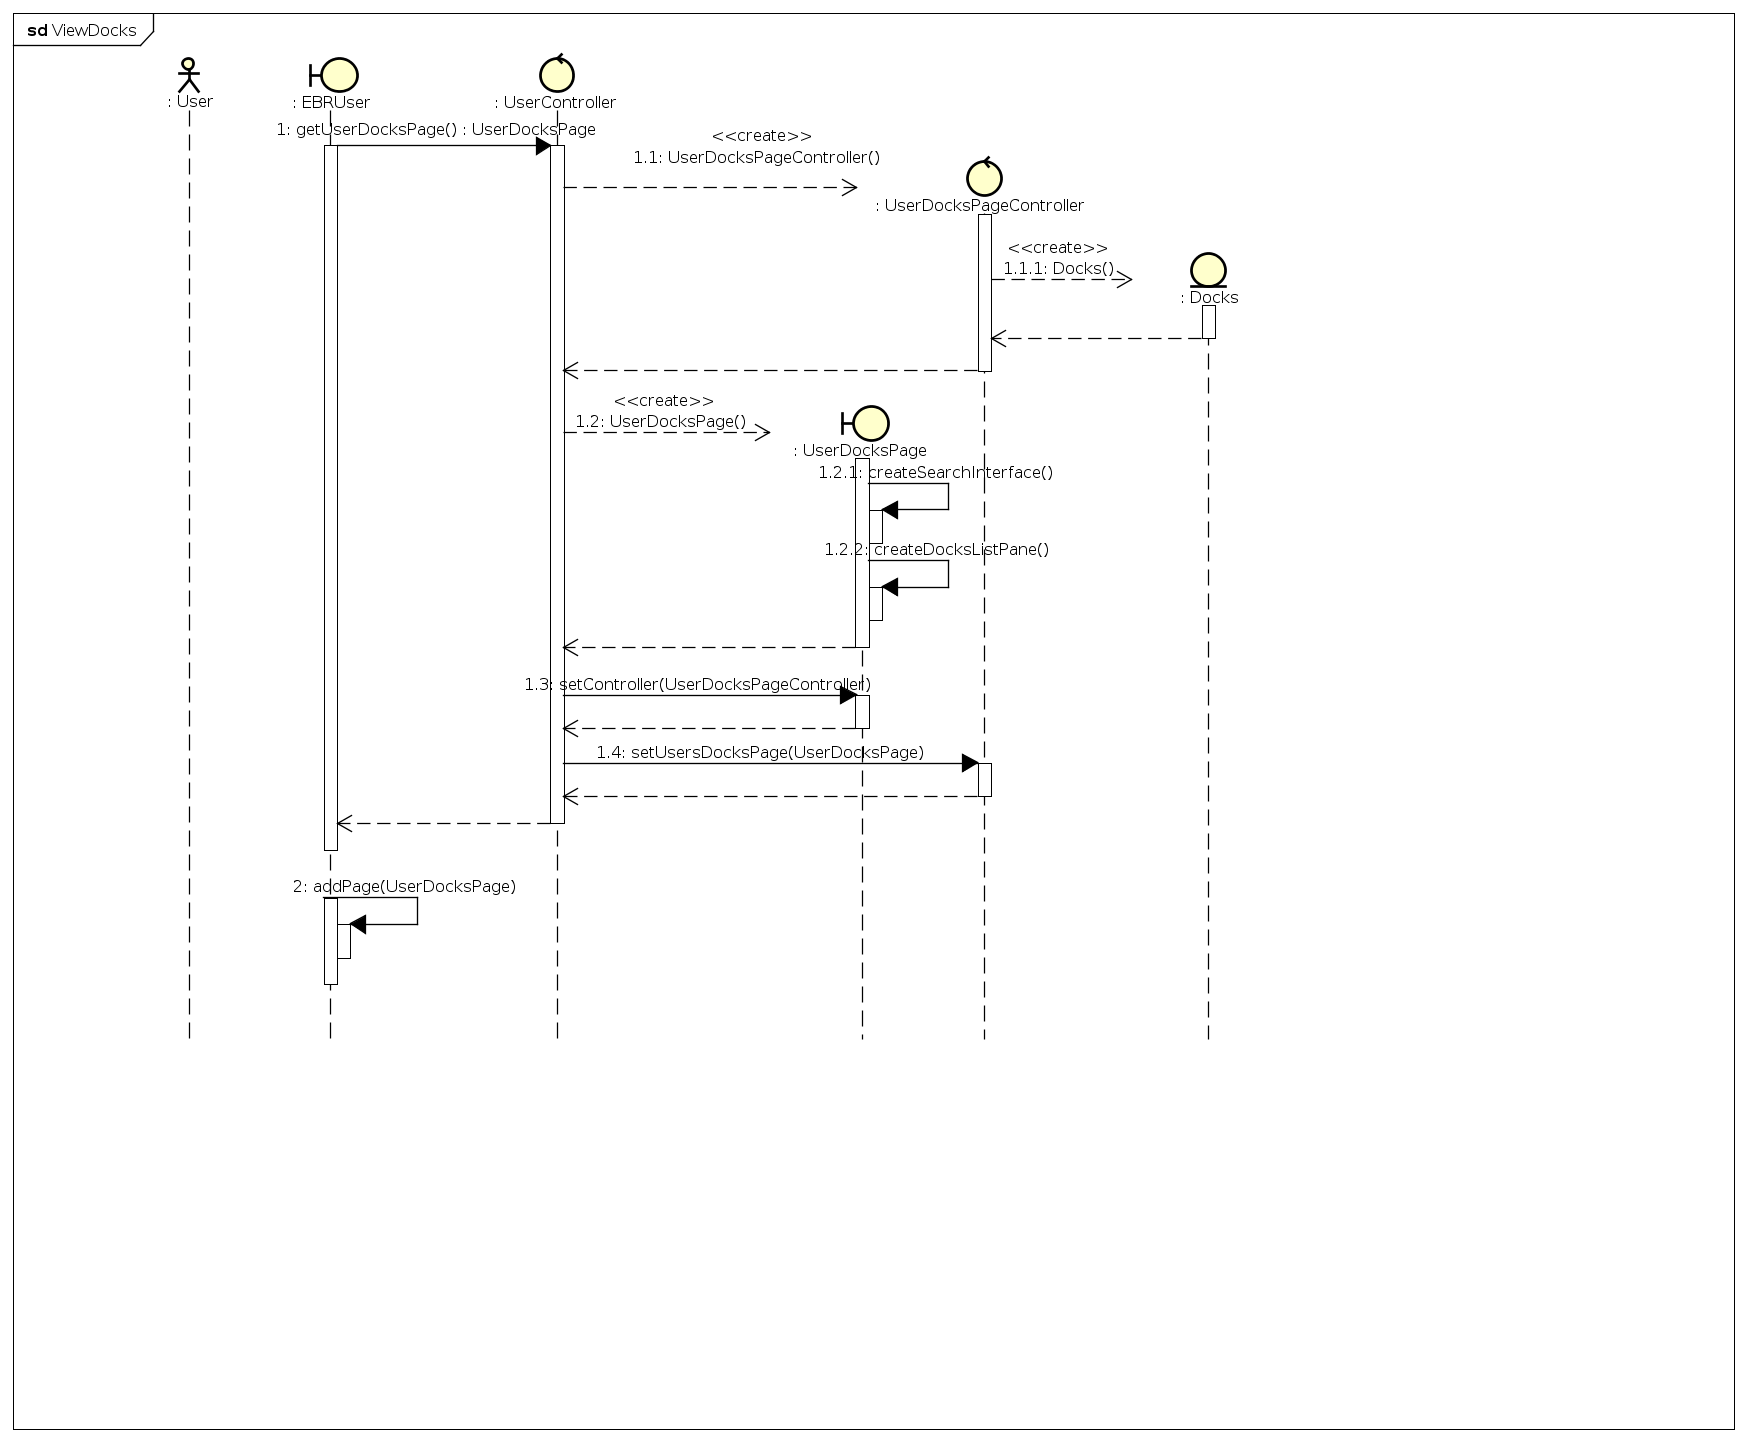 sd ViewDocks
: User
: EBRUser
: UserController
1: getUserDocksPage() : UserDocksPage
<<create>>
1.1: UserDocksPageController()
: UserDocksPageController
<<create>>
1.1.1: Docks()
: Docks
<<create>>
1.2: UserDocksPage()
: UserDocksPage
1.2.1: createSearchInterface()
1.2.2: createDocksListPane()
1.3: setController(UserDocksPageController)
1.4: setUsersDocksPage(UserDocksPage)
2: addPage(UserDocksPage)